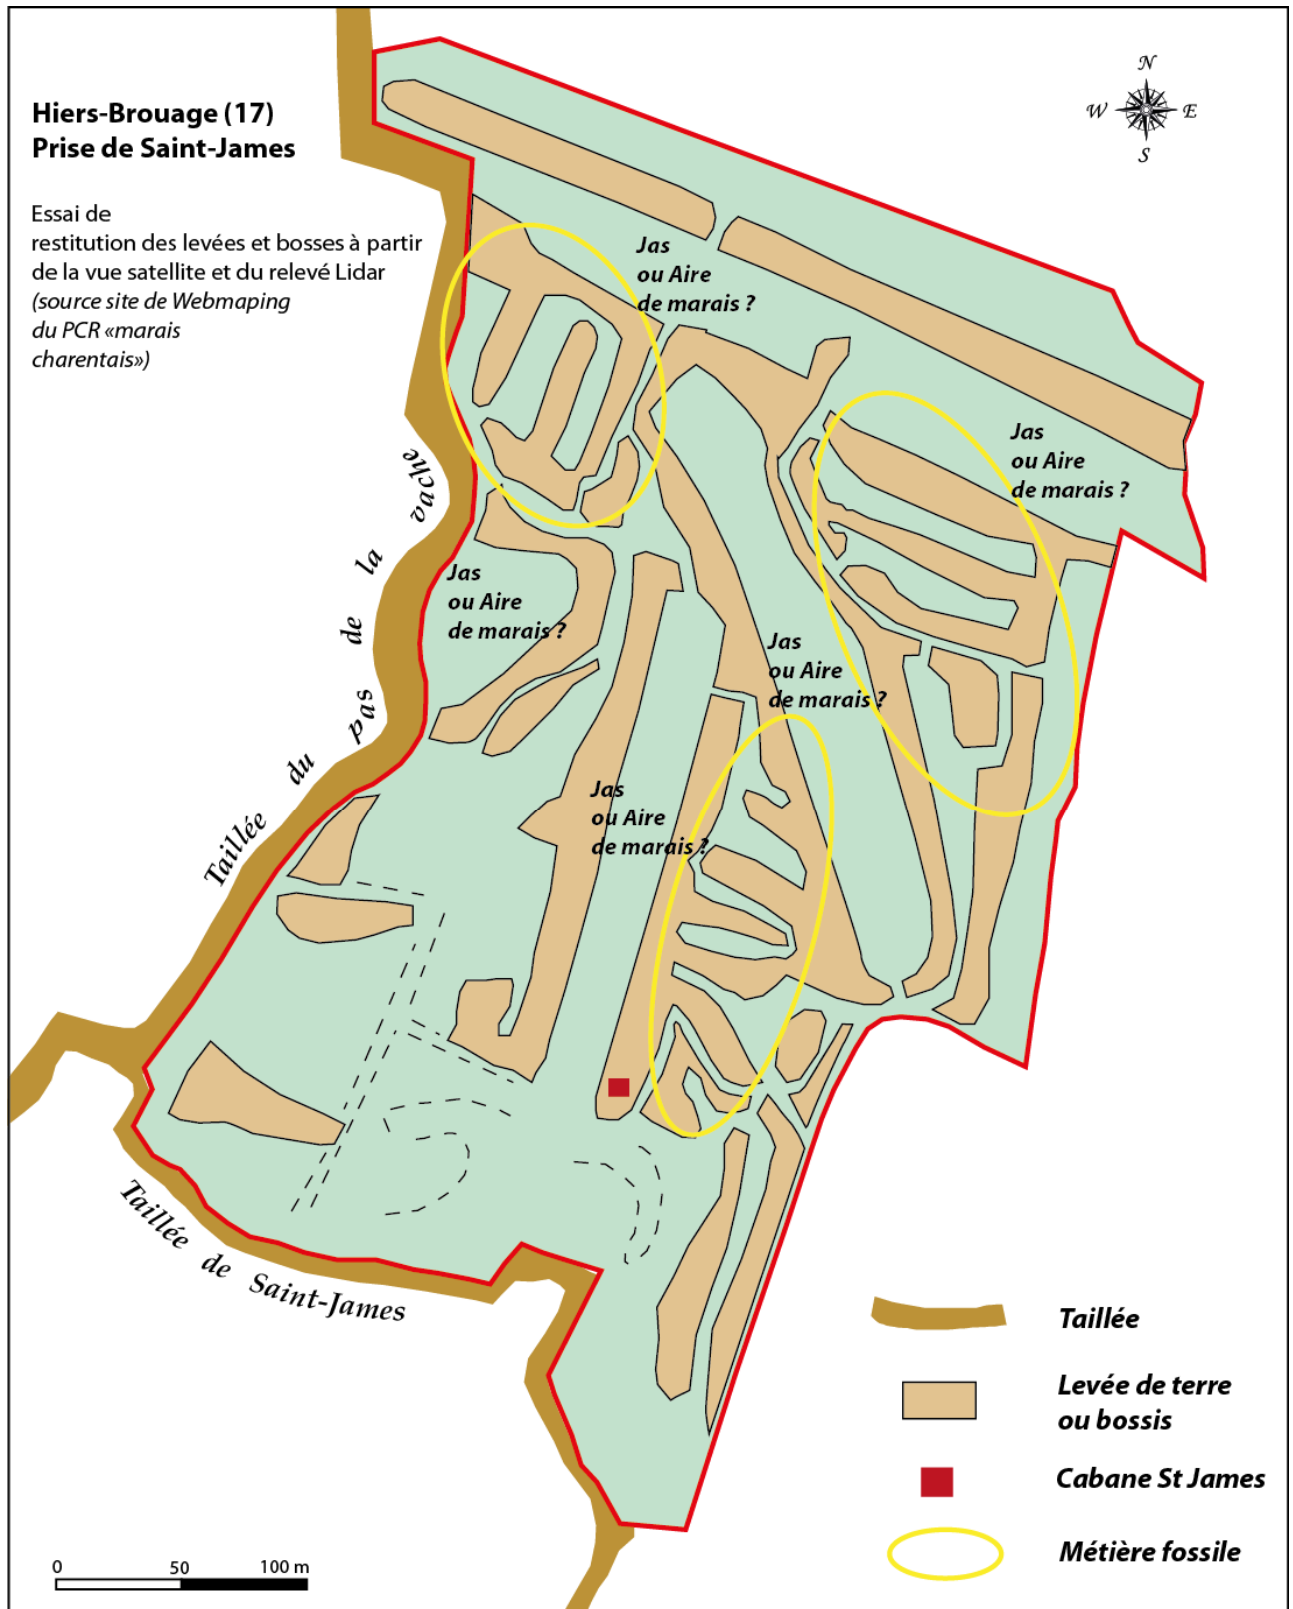 Hiers-Brouage (17)
Prise de Saint-James
Essai de
restitution des levées et bosses à partir
de la vue satellite et du relevé Lidar
(source site de Webmaping
du PCR «marais
charentais»)
N
W E
S
Jas
ou Aire
de marais ?
Jas
ou Aire
de marais ?
Jas
ou Aire
de marais ?
Jas
ou Aire
de marais ?
Jas
ou Aire
de marais ?
Taillée du pas de la vache
Taillée de Saint-James
Taillée
Levée de terre
ou bossis
Cabane St James
Métière fossile
0 50 100 m